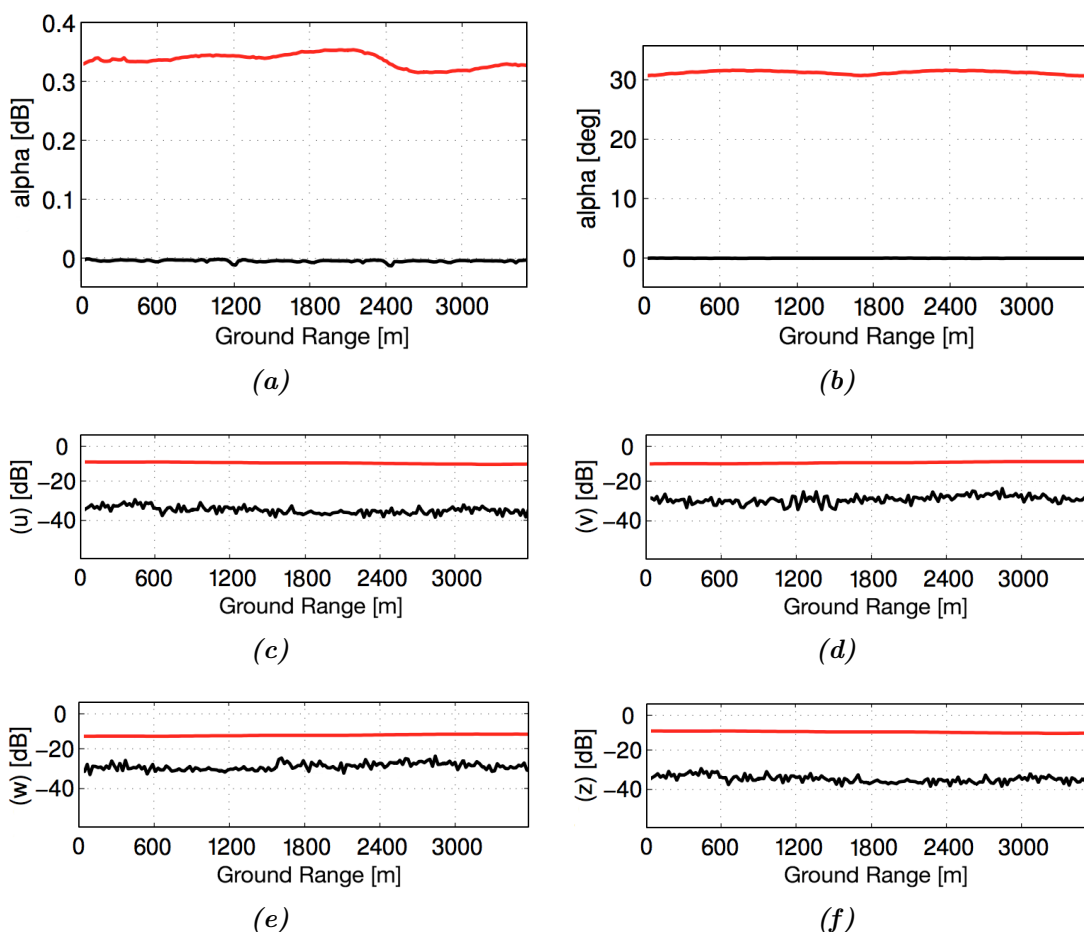 0.4
0.3
0.2
0.1
0
alpha [dB]
0 600 1200 1800 2400 3000
Ground Range [m]
(a)
30
20
10
0
alpha [deg]
0 600 1200 1800 2400 3000
Ground Range [m]
(b)
0
−20
−40
(u) [dB]
0 600 1200 1800 2400 3000
Ground Range [m]
(c)
0
−20
−40
(v) [dB]
0 600 1200 1800 2400 3000
Ground Range [m]
(d)
0
−20
−40
(w) [dB]
0 600 1200 1800 2400 3000
Ground Range [m]
(e)
0
−20
−40
(z) [dB]
0 600 1200 1800 2400 3000
Ground Range [m]
(f)